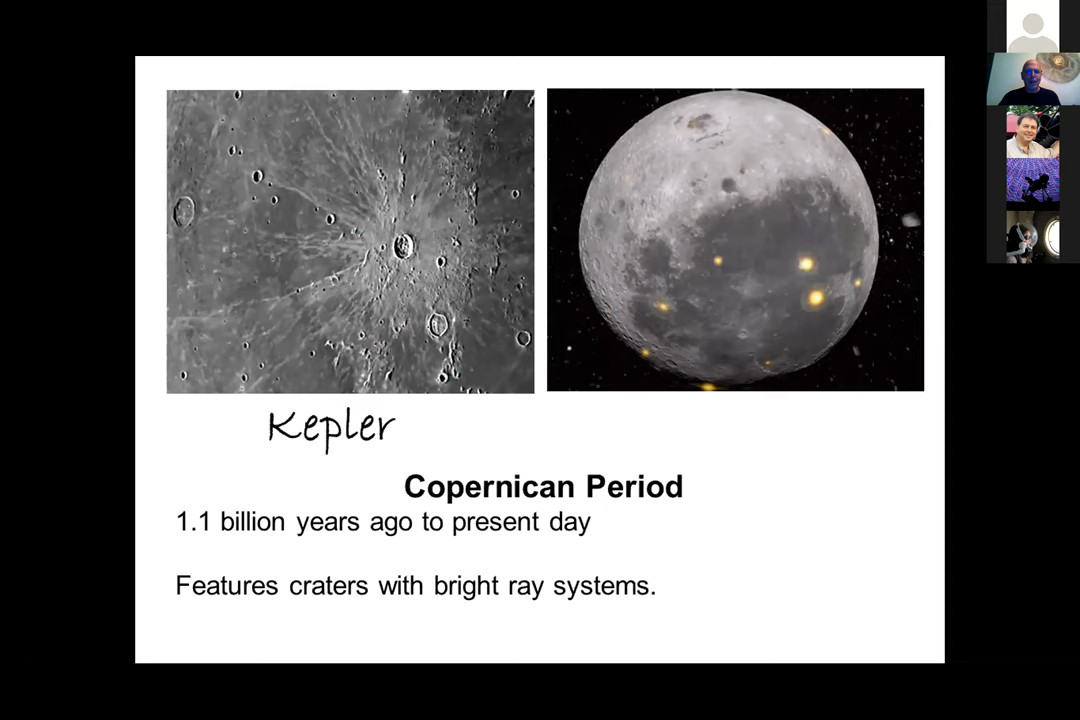 Kepler
Copernican Period
1.1 billion years ago to present day
Features craters with bright ray systems.